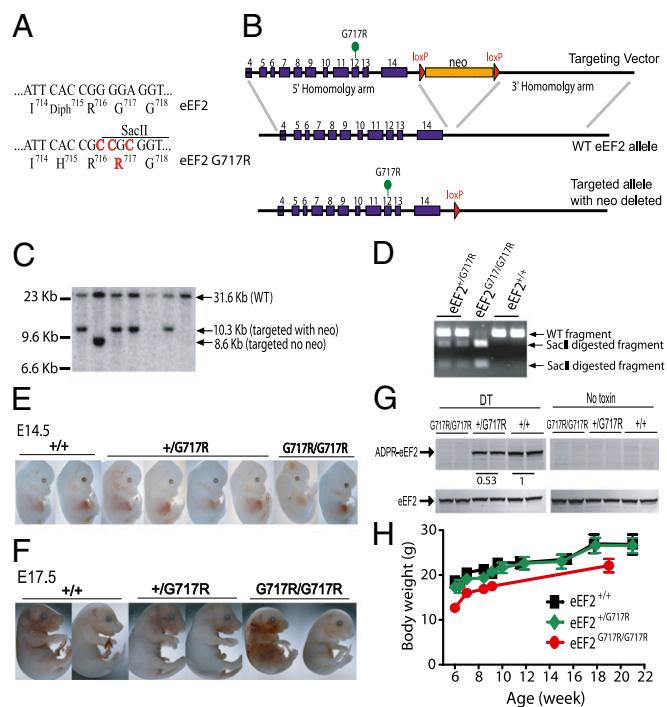 A
...ATT CAC CGG GGA GGT...
I714 Diph715 R716 G717 G718
eEF2
SacII
...ATT CAC CGC CGC GGT...
I714 H715 R716 R717 G718
eEF2 G717R
B
G717R
4 5 6 7 8 9 10 11 12 13 14
loxP neo loxP
Targeting Vector
5' Homolgy arm
3' Homology arm
4 5 6 7 8 9 10 11 12 13 14
WT eEF2 allele
G717R
4 5 6 7 8 9 10 11 12 13 14
loxP
Targeted allele
with neo deleted
C
23 Kb
9.6 Kb
6.6 Kb
31.6 Kb (WT)
10.3 Kb (targeted with neo)
8.6 Kb (targeted no neo)
D
eEF2+/G717R
eEF2G717/G717R
eEF2+/+
WT fragment
SacII digested fragment
SacII digested fragment
E
E14.5
+/+ +/G717R G717R/G717R
F
E17.5
+/+ +/G717R G717R/G717R
G
DT No toxin
G717R/G717R +/G717R +/+ G717R/G717R +/G717R +/+
ADPR-eEF2
0.53 1
eEF2
H
Body weight (g)
30
20
10
0
6 8 10 12 14 16 18 20 22
Age (week)
eEF2 +/+
eEF2 +/G717R
eEF2 G717R/G717R